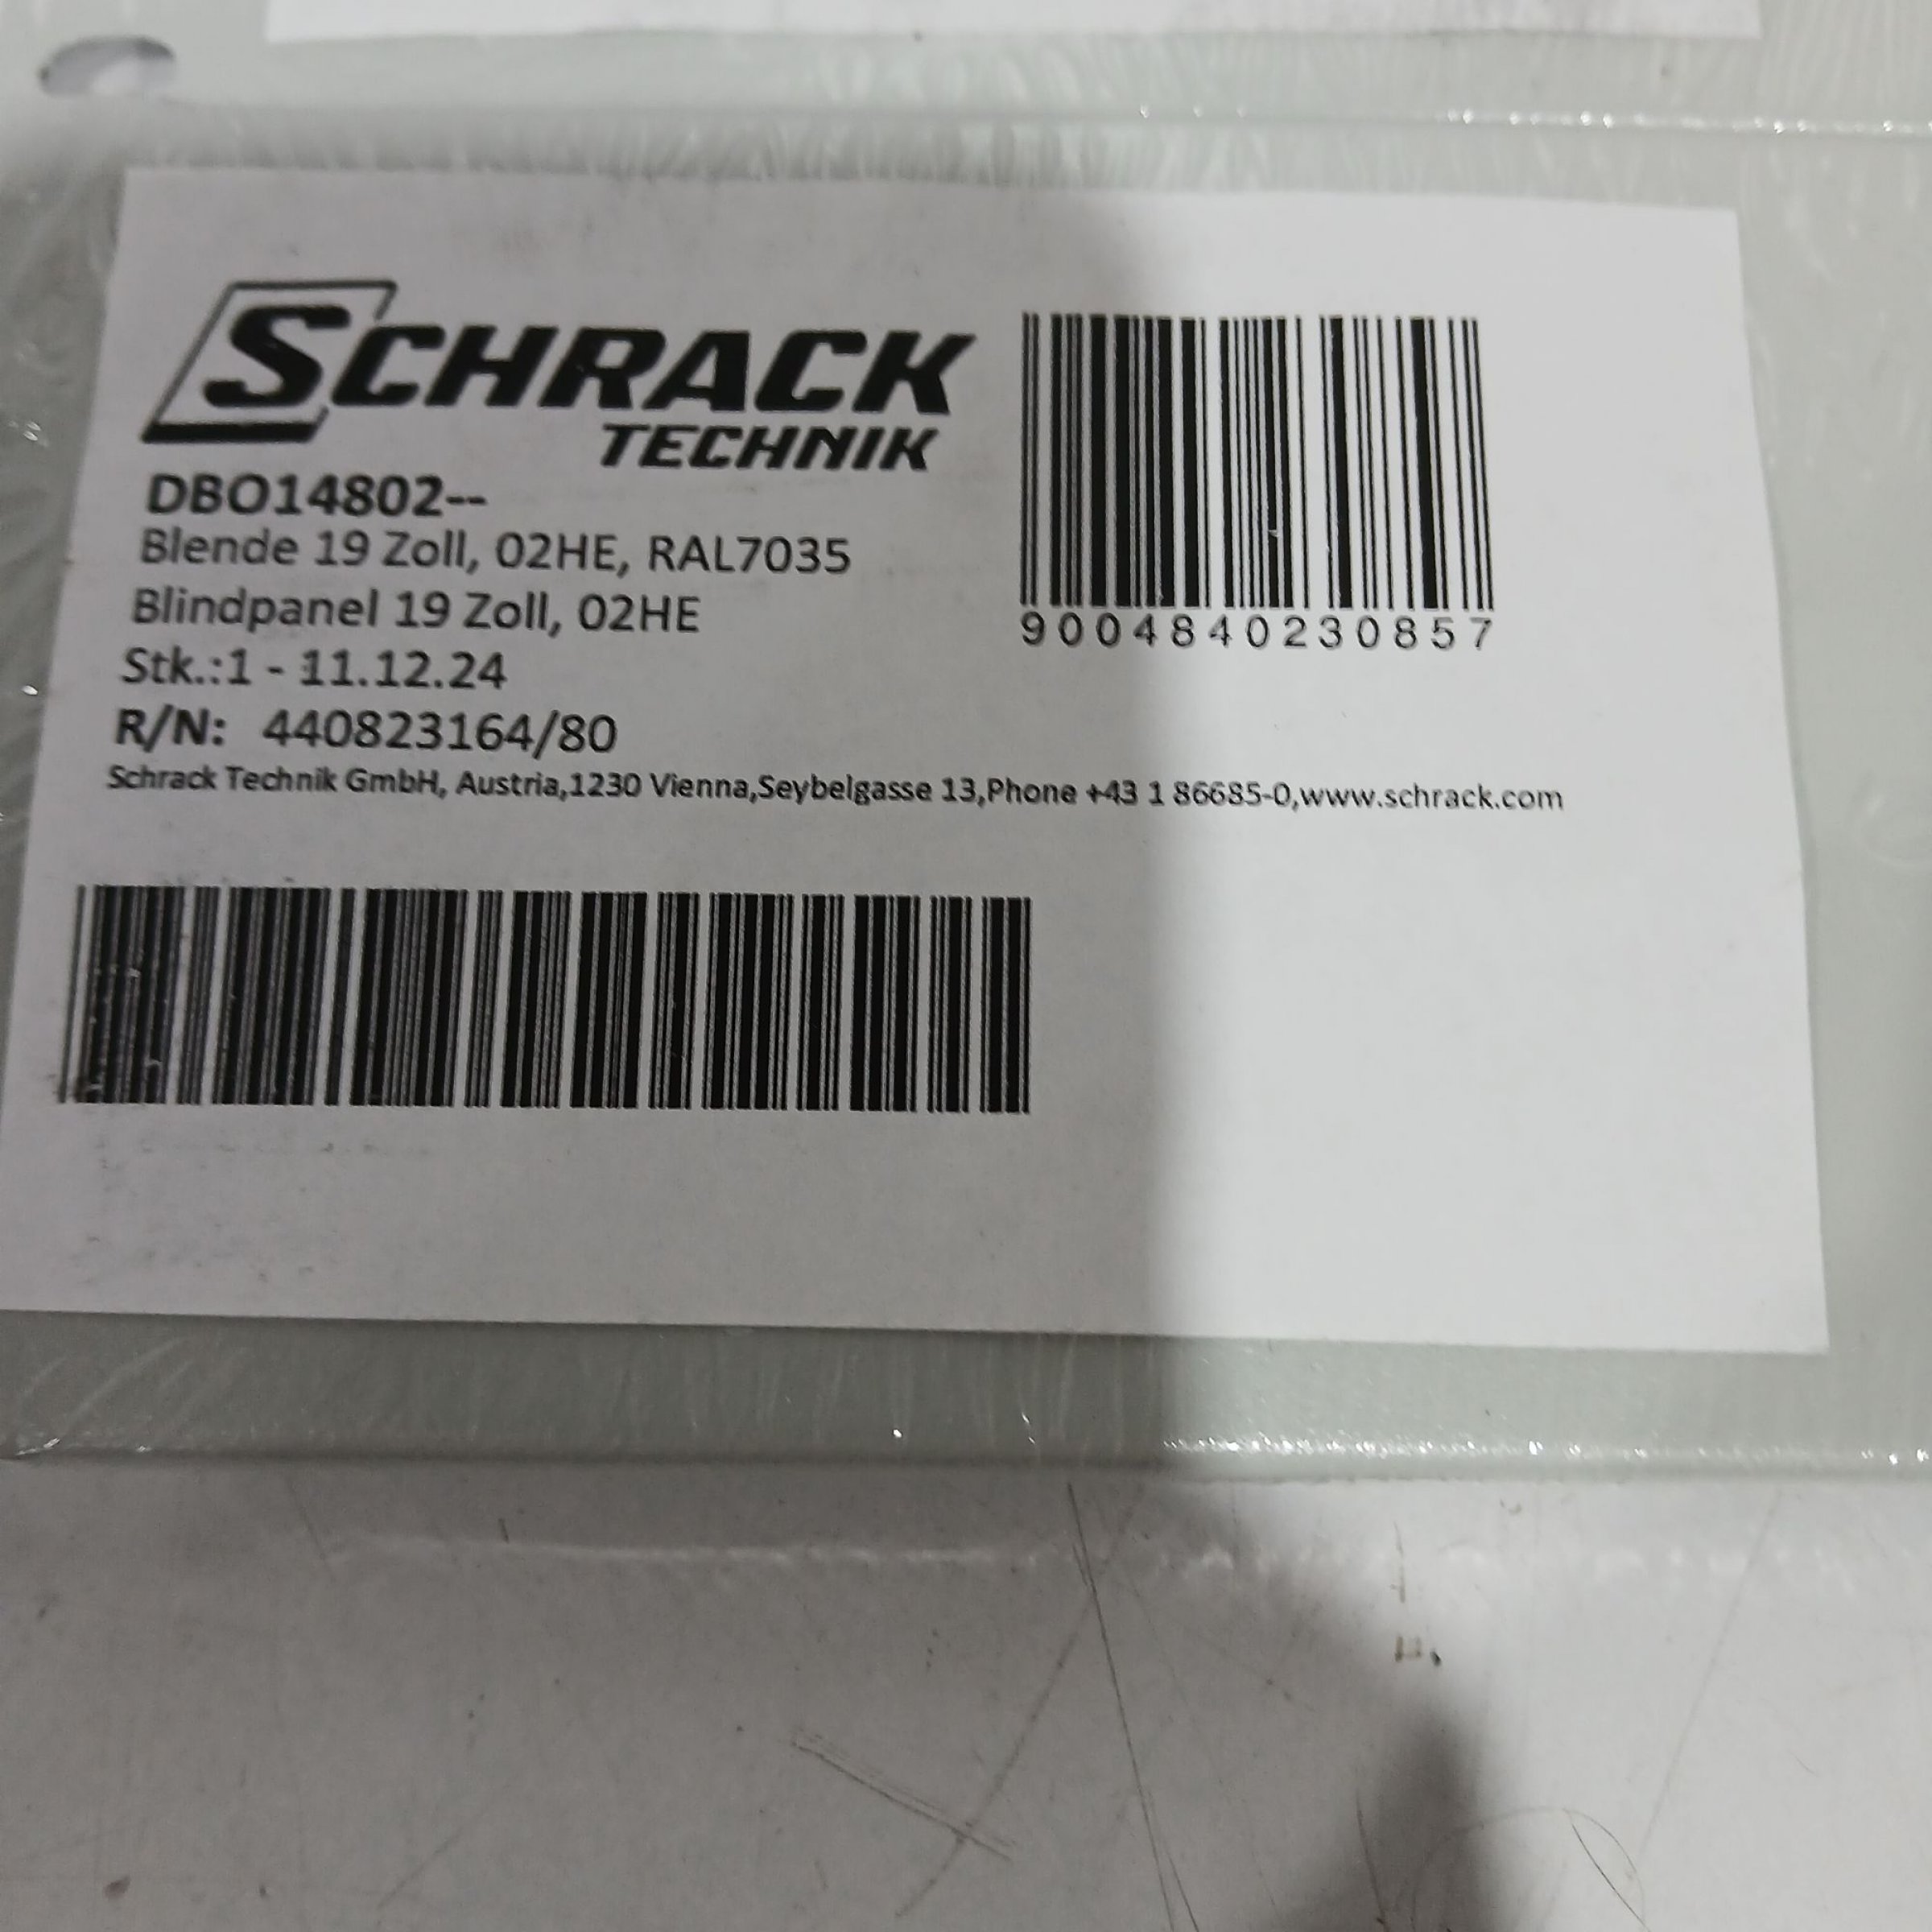 SCHRACK
TECHNIK
DBO14802--
Blende 19 Zoll, 02HE, RAL7035
Blindpanel 19 Zoll, 02HE
Stk.:1 - 11.12.24
R/N: 440823164/80
Schrack Technik GmbH, Austria,1230 Vienna,Seybelgasse 13,Phone +43 1 86685-0,www.schrack.com
9004840230857